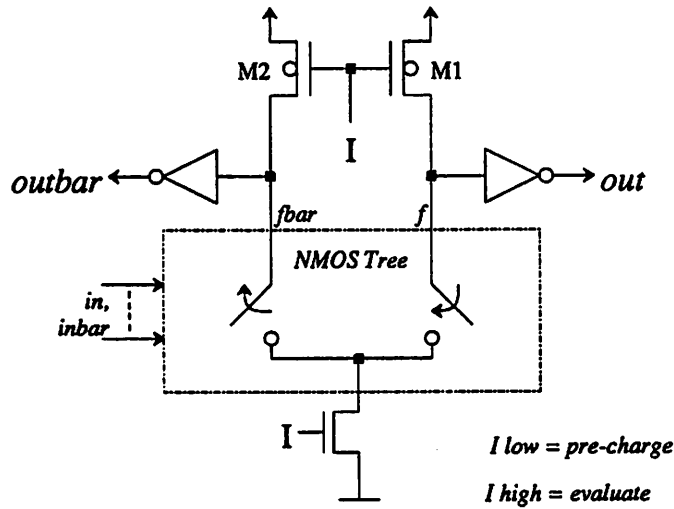 M2
M1
I
outbar
out
fbar
f
NMOS Tree
in,
inbar
I
I low = pre-charge
I high = evaluate